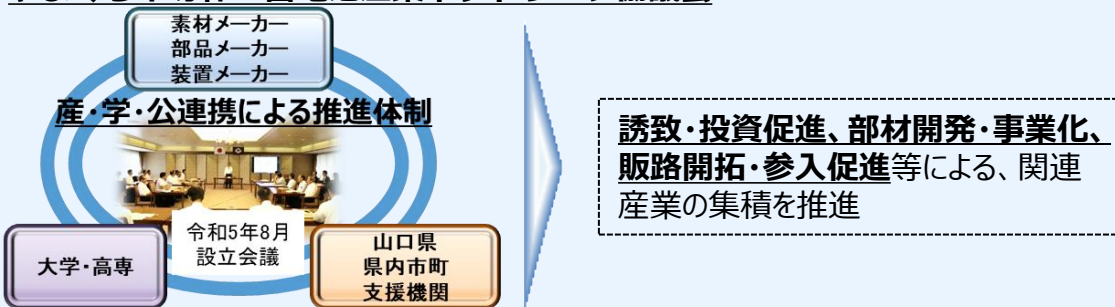 素材メーカー
部品メーカー
装置メーカー
産・学・公連携による推進体制
令和5年8月
設立会議
大学・高専
山口県
県内市町
支援機関
誘致・投資促進、部材開発・事業化、
販路開拓・参入促進等による、関連
産業の集積を推進